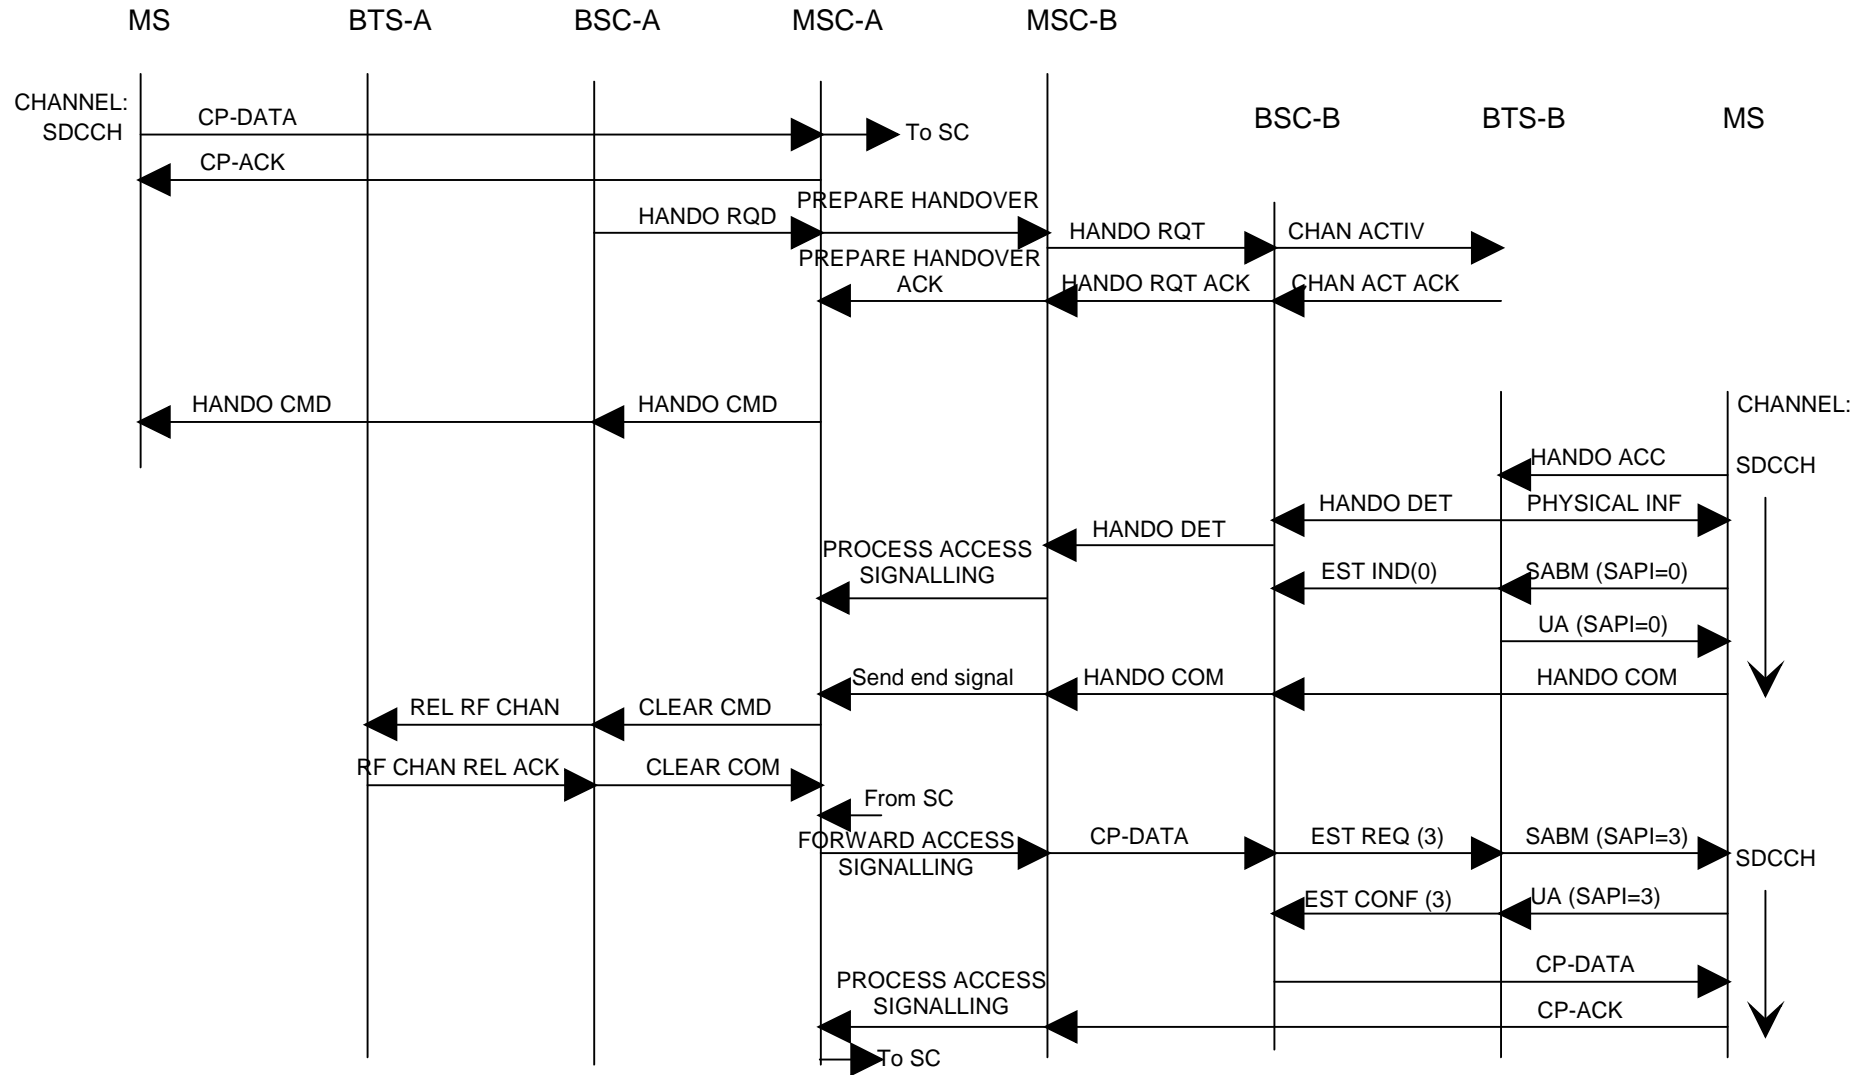 MS BTS-A BSC-A MSC-A MSC-B
CHANNEL:
SDCCH
CP-DATA
To SC
BSC-B BTS-B MS
CP-ACK
PREPARE HANDOVER
HANDO RQD
HANDO RQT
CHAN ACTIV
PREPARE HANDOVER
ACK
HANDO RQT ACK
CHAN ACT ACK
HANDO CMD
HANDO CMD
CHANNEL:
HANDO ACC
SDCCH
HANDO DET
PHYSICAL INF
HANDO DET
PROCESS ACCESS
SIGNALLING
EST IND(0)
SABM (SAPI=0)
UA (SAPI=0)
Send end signal
HANDO COM
HANDO COM
REL RF CHAN
CLEAR CMD
RF CHAN REL ACK
CLEAR COM
From SC
FORWARD ACCESS
SIGNALLING
CP-DATA
EST REQ (3)
SABM (SAPI=3)
SDCCH
EST CONF (3)
UA (SAPI=3)
CP-DATA
PROCESS ACCESS
SIGNALLING
CP-ACK
To SC